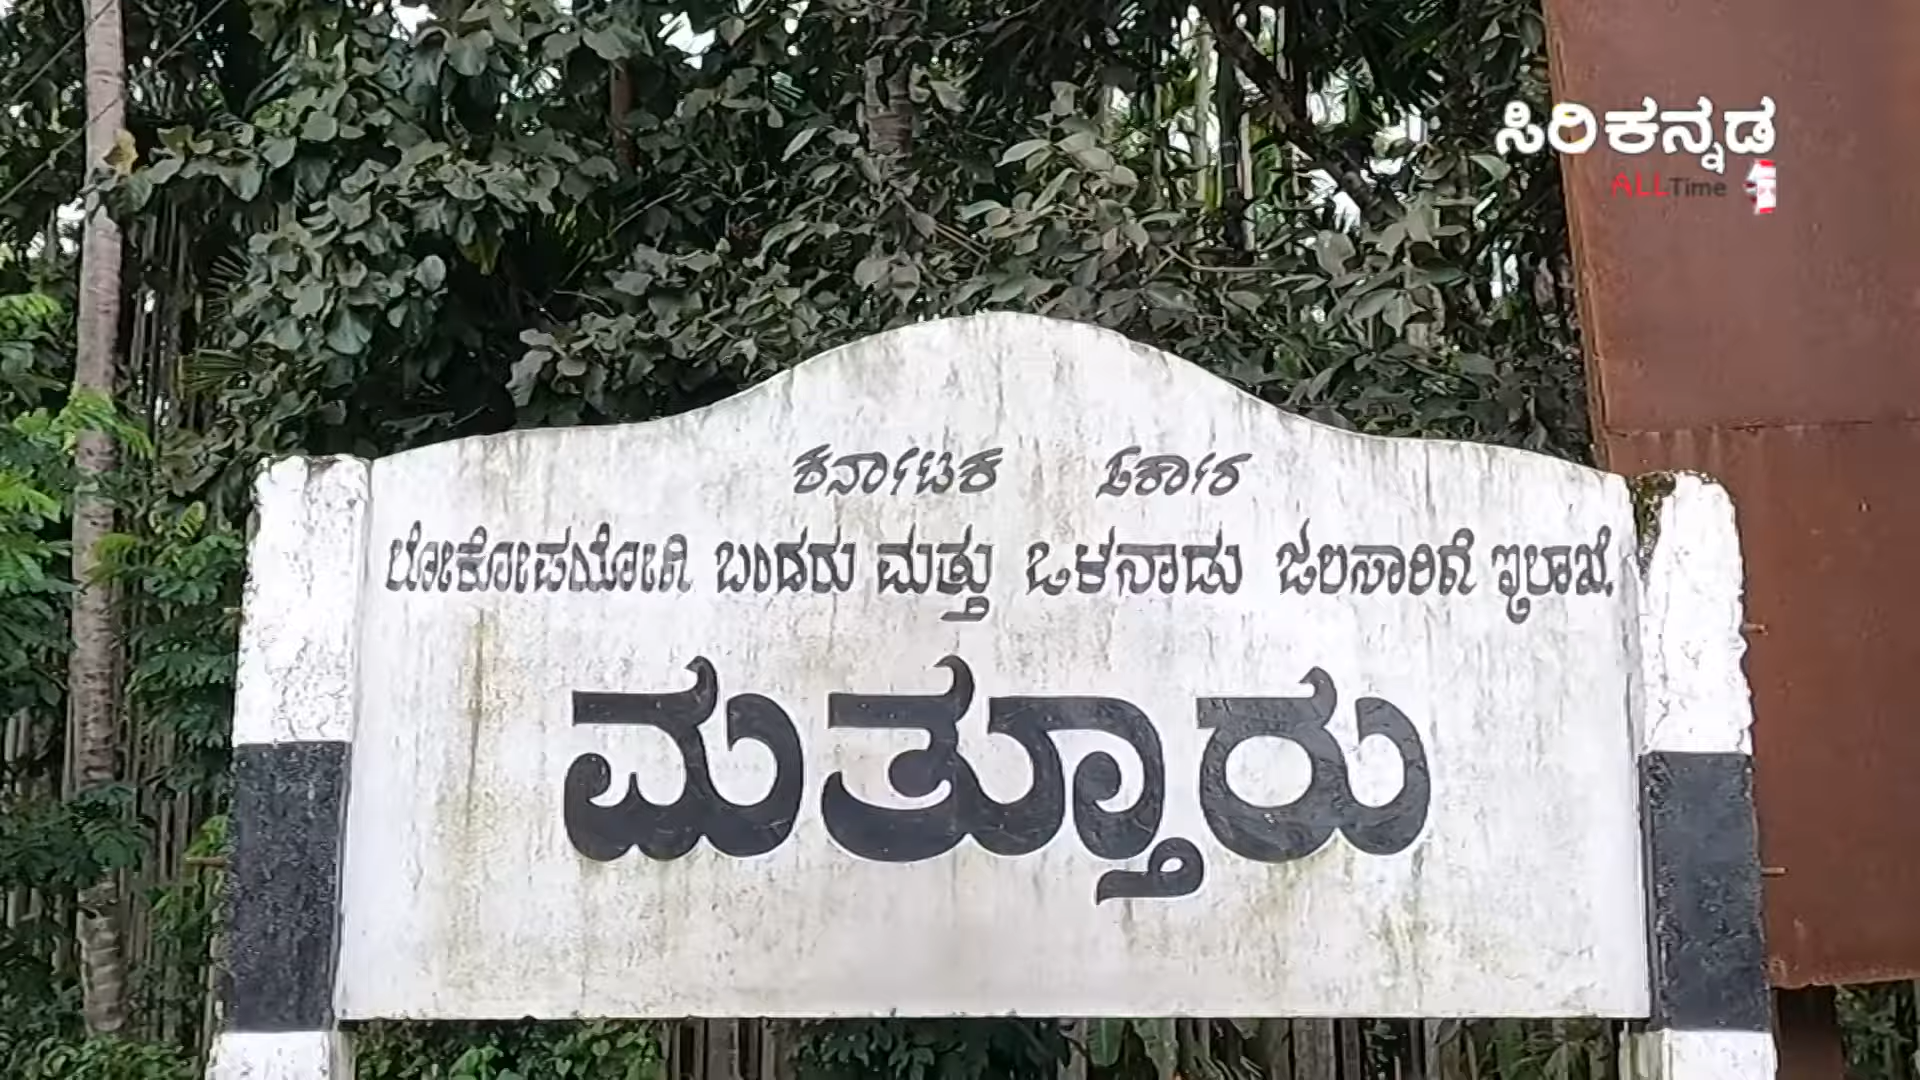 ಸಿರಿಕನ್ನಡ
ALLTime
ಕರ್ನಾಟಕ ಸರ್ಕಾರ
ಲೋಕೋಪಯೋಗಿ ಬಂದರು ಮತ್ತು ಒಳನಾಡು ಜಲಸಾರಿಗೆ ಇಲಾಖೆ.
ಮತ್ತೂರು